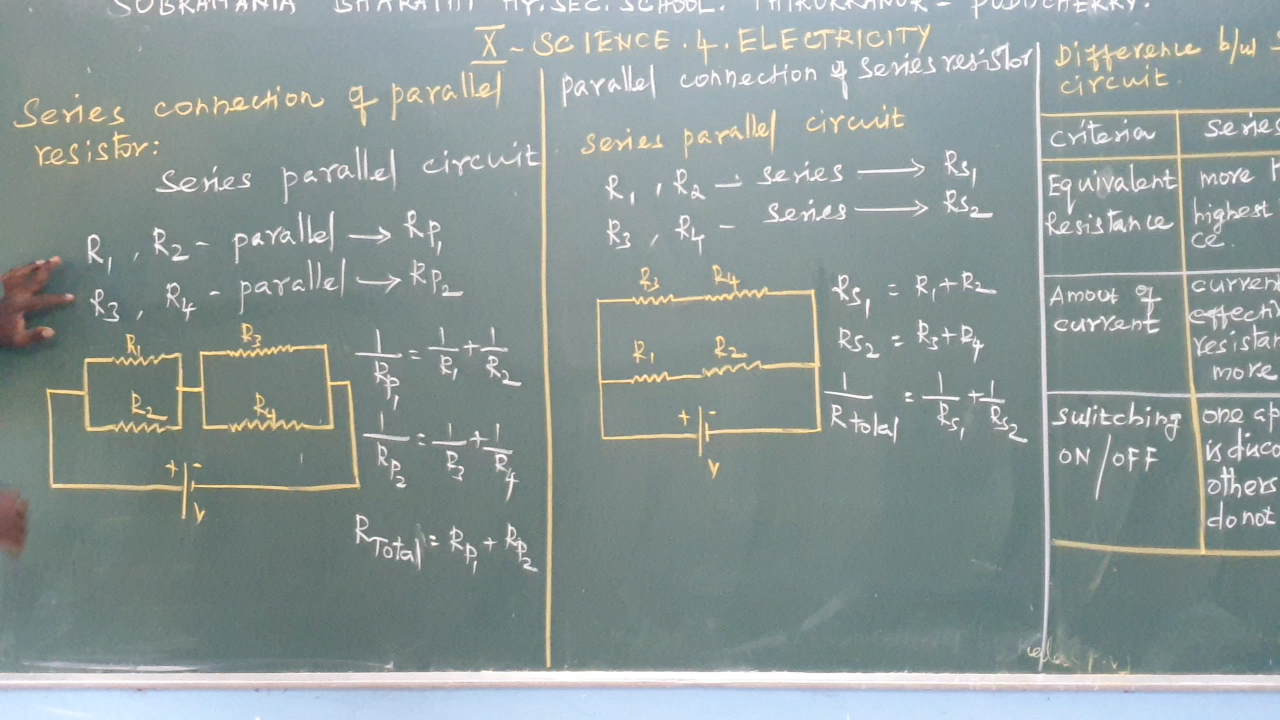 SUBRAMANIA BHARATHI HY.SEC.SCHOOL. THIRUKKANUR - PUDUCHERRY.
X - SCIENCE . 4 . ELECTRICITY
Series connection of parallel
resistor:
Series parallel circuit
R1 , R2 - parallel → RP1
R3 , R4 - parallel → RP2
R1
R2
R3
R4
+ -
V
1/RP1 = 1/R1 + 1/R2
1/RP2 = 1/R3 + 1/R4
RTotal = RP1 + RP2
parallel connection of series resistor
series parallel circuit
R1 , R2 - series → RS1
R3 , R4 - series → RS2
R3 R4
R1 R2
+ -
V
RS1 = R1+R2
RS2 = R3+R4
1/R total = 1/RS1 + 1/RS2
Difference b/w
circuit.
criteria
series
Equivalent
Resistance
more
highest
ce.
Amout of
current
current
effecti
resistan
more
switching
ON/OFF
one ap
is disco
others
do not